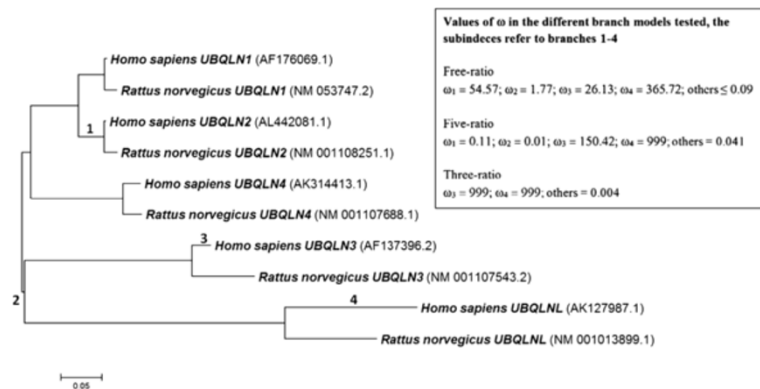 Values of ω in the different branch models tested, the
subindeces refer to branches 1-4
Free-ratio
ω₁ = 54.57; ω₂ = 1.77; ω₃ = 26.13; ω₄ = 365.72; others ≤ 0.09
Five-ratio
ω₁ = 0.11; ω₂ = 0.01; ω₃ = 150.42; ω₄ = 999; others = 0.041
Three-ratio
ω₃ = 999; ω₄ = 999; others = 0.004
Homo sapiens UBQLN1 (AF176069.1)
Rattus norvegicus UBQLN1 (NM 053747.2)
1
Homo sapiens UBQLN2 (AL442081.1)
Rattus norvegicus UBQLN2 (NM 001108251.1)
Homo sapiens UBQLN4 (AK314413.1)
Rattus norvegicus UBQLN4 (NM 001107688.1)
3
Homo sapiens UBQLN3 (AF137396.2)
Rattus norvegicus UBQLN3 (NM 001107543.2)
2
4
Homo sapiens UBQLNL (AK127987.1)
Rattus norvegicus UBQLNL (NM 001013899.1)
0.05